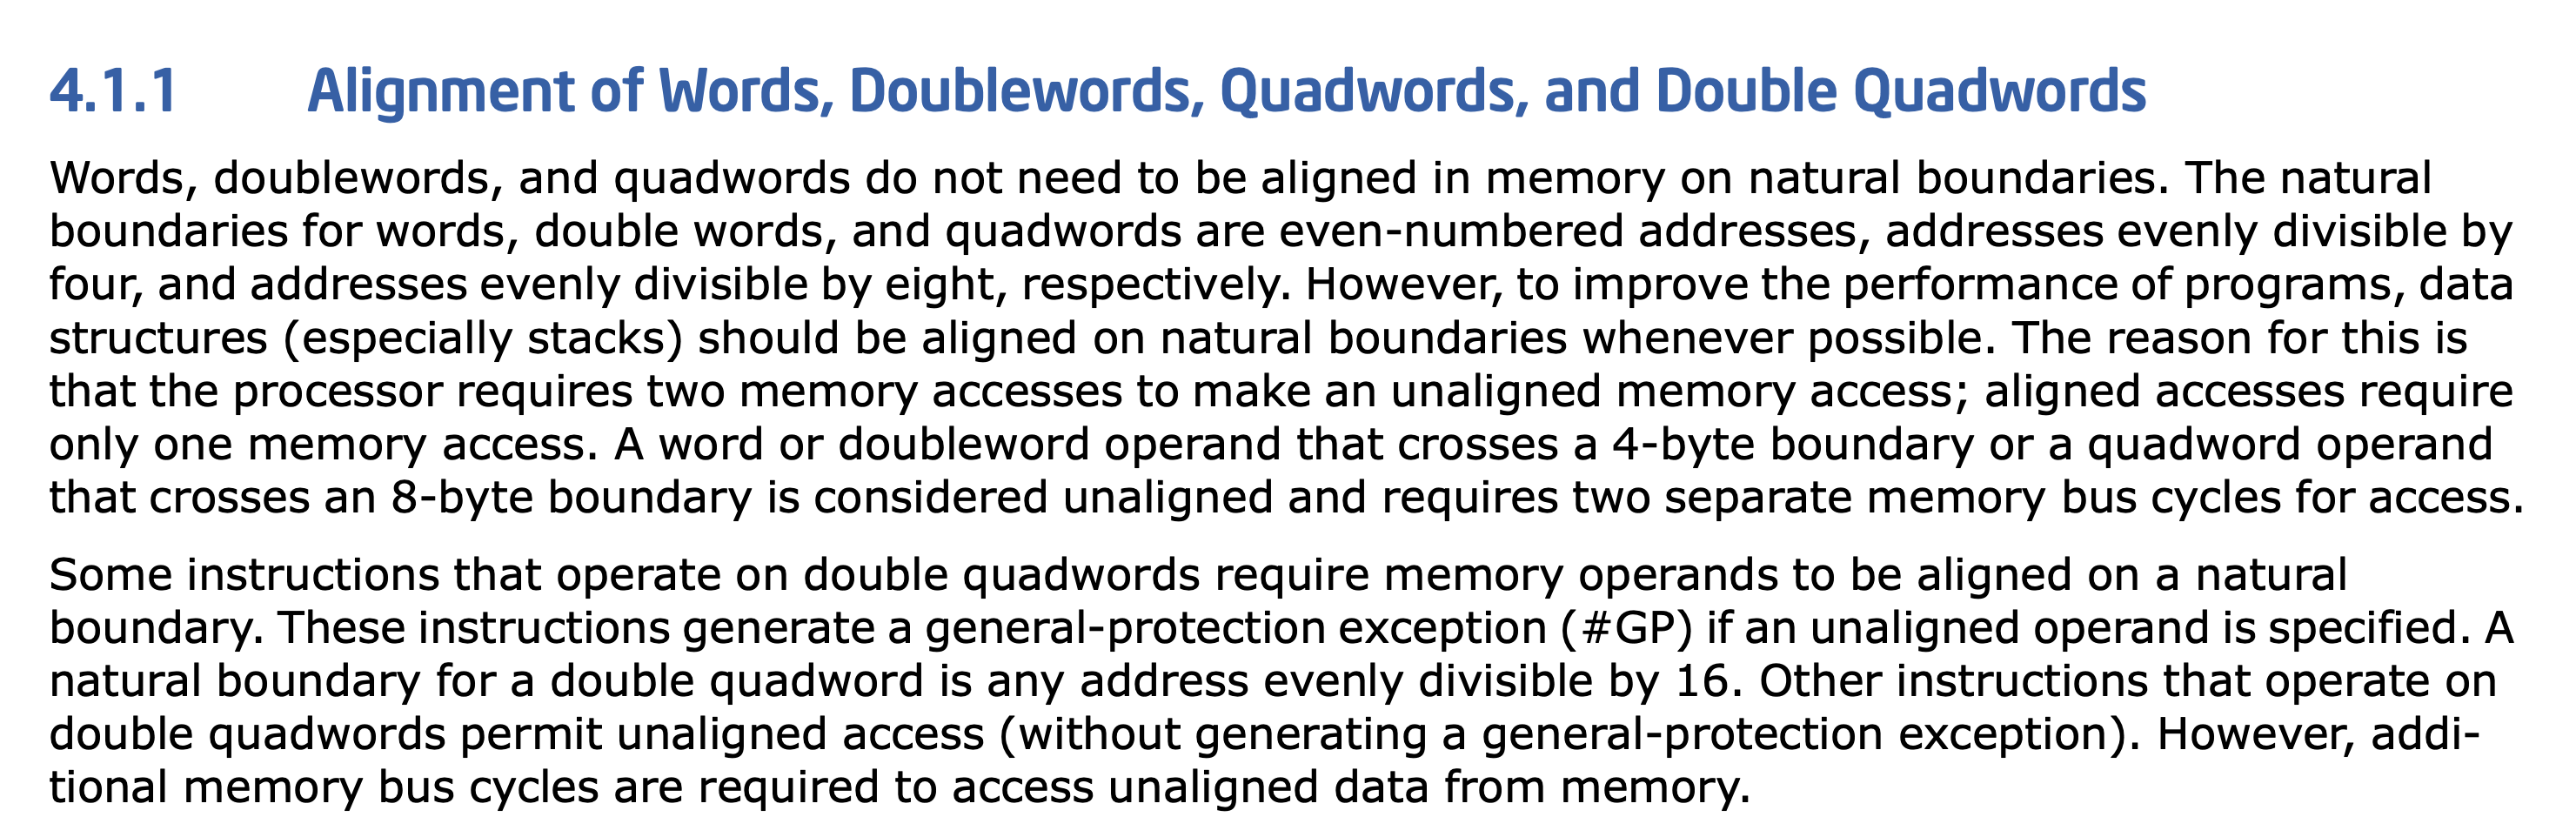 4.1.1 Alignment of Words, Doublewords, Quadwords, and Double Quadwords
Words, doublewords, and quadwords do not need to be aligned in memory on natural boundaries. The natural
boundaries for words, double words, and quadwords are even-numbered addresses, addresses evenly divisible by
four, and addresses evenly divisible by eight, respectively. However, to improve the performance of programs, data
structures (especially stacks) should be aligned on natural boundaries whenever possible. The reason for this is
that the processor requires two memory accesses to make an unaligned memory access; aligned accesses require
only one memory access. A word or doubleword operand that crosses a 4-byte boundary or a quadword operand
that crosses an 8-byte boundary is considered unaligned and requires two separate memory bus cycles for access.
Some instructions that operate on double quadwords require memory operands to be aligned on a natural
boundary. These instructions generate a general-protection exception (#GP) if an unaligned operand is specified. A
natural boundary for a double quadword is any address evenly divisible by 16. Other instructions that operate on
double quadwords permit unaligned access (without generating a general-protection exception). However, addi-
tional memory bus cycles are required to access unaligned data from memory.